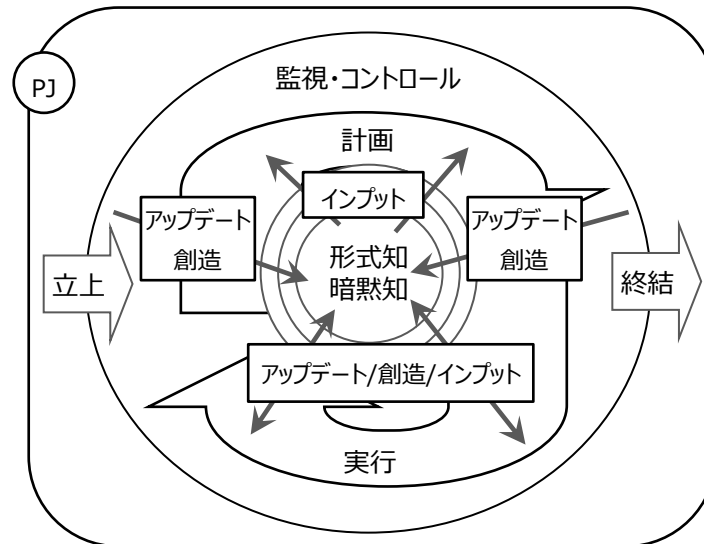 PJ
監視・コントロール
計画
インプット
アップデート
創造
アップデート
創造
形式知
暗黙知
立上
終結
アップデート/創造/インプット
実行